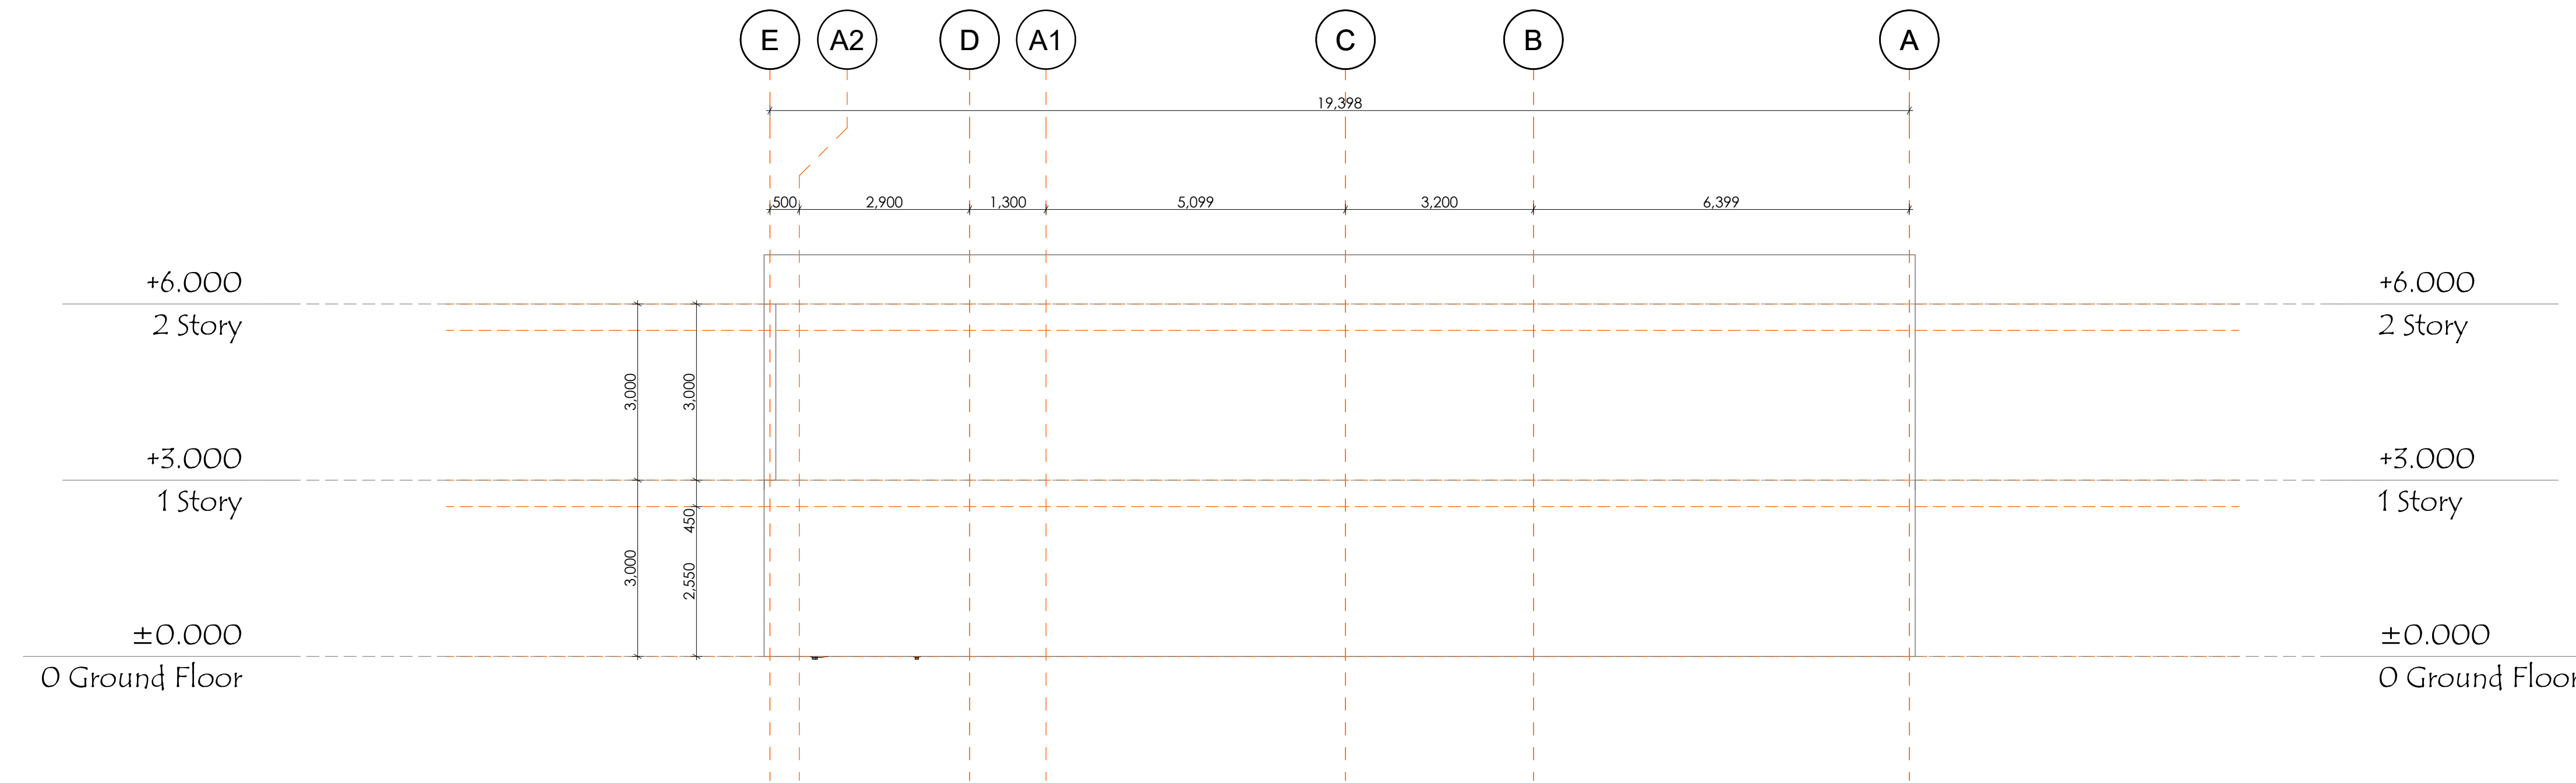 E A2 D A1 C B A
19,398
500 2,900 1,300 5,099 3,200 6,399
+6.000 +6.000
2 Story 2 Story
3,000 3,000
+3.000 +3.000
1 Story 1 Story
450
3,000 2,550
±0.000 ±0.000
0 Ground Floor 0 Ground Floor